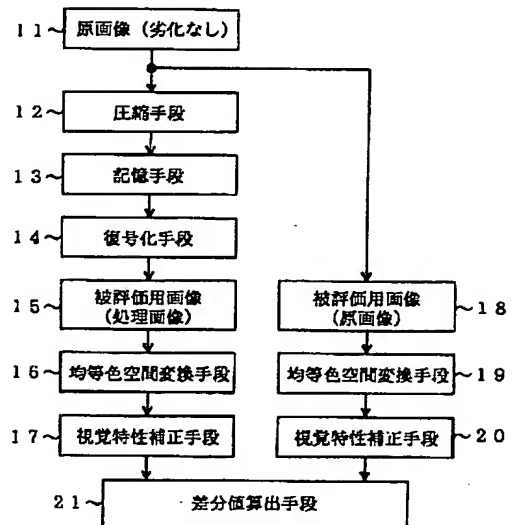 11 原画像（劣化なし）
12 圧縮手段
13 記憶手段
14 復号化手段
15 被評価用画像
(処理画像)
被評価用画像 18
(原画像)
16 均等色空間変換手段
均等色空間変換手段 19
17 視覚特性補正手段
視覚特性補正手段 20
21 差分値算出手段